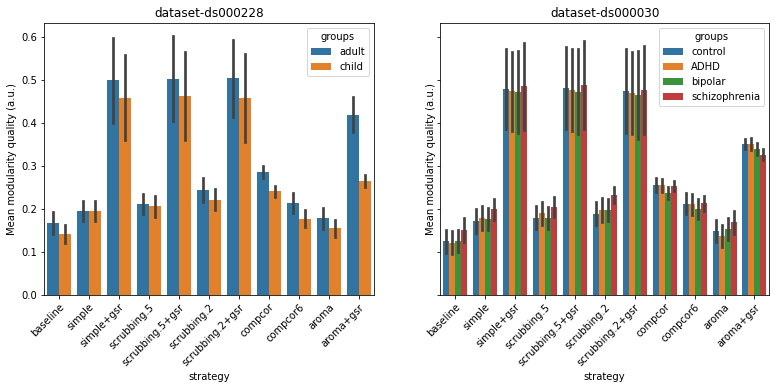 dataset-ds000228
Mean modularity quality (a.u.)
0.6
0.5
0.4
0.3
0.2
0.1
0.0
groups
adult
child
baseline
simple
simple+gsr
scrubbing.5
scrubbing.5+gsr
scrubbing.2
scrubbing.2+gsr
compcor
compcor6
aroma
aroma+gsr
strategy
dataset-ds000030
Mean modularity quality (a.u.)
groups
control
ADHD
bipolar
schizophrenia
baseline
simple
simple+gsr
scrubbing.5
scrubbing.5+gsr
scrubbing.2
scrubbing.2+gsr
compcor
compcor6
aroma
aroma+gsr
strategy